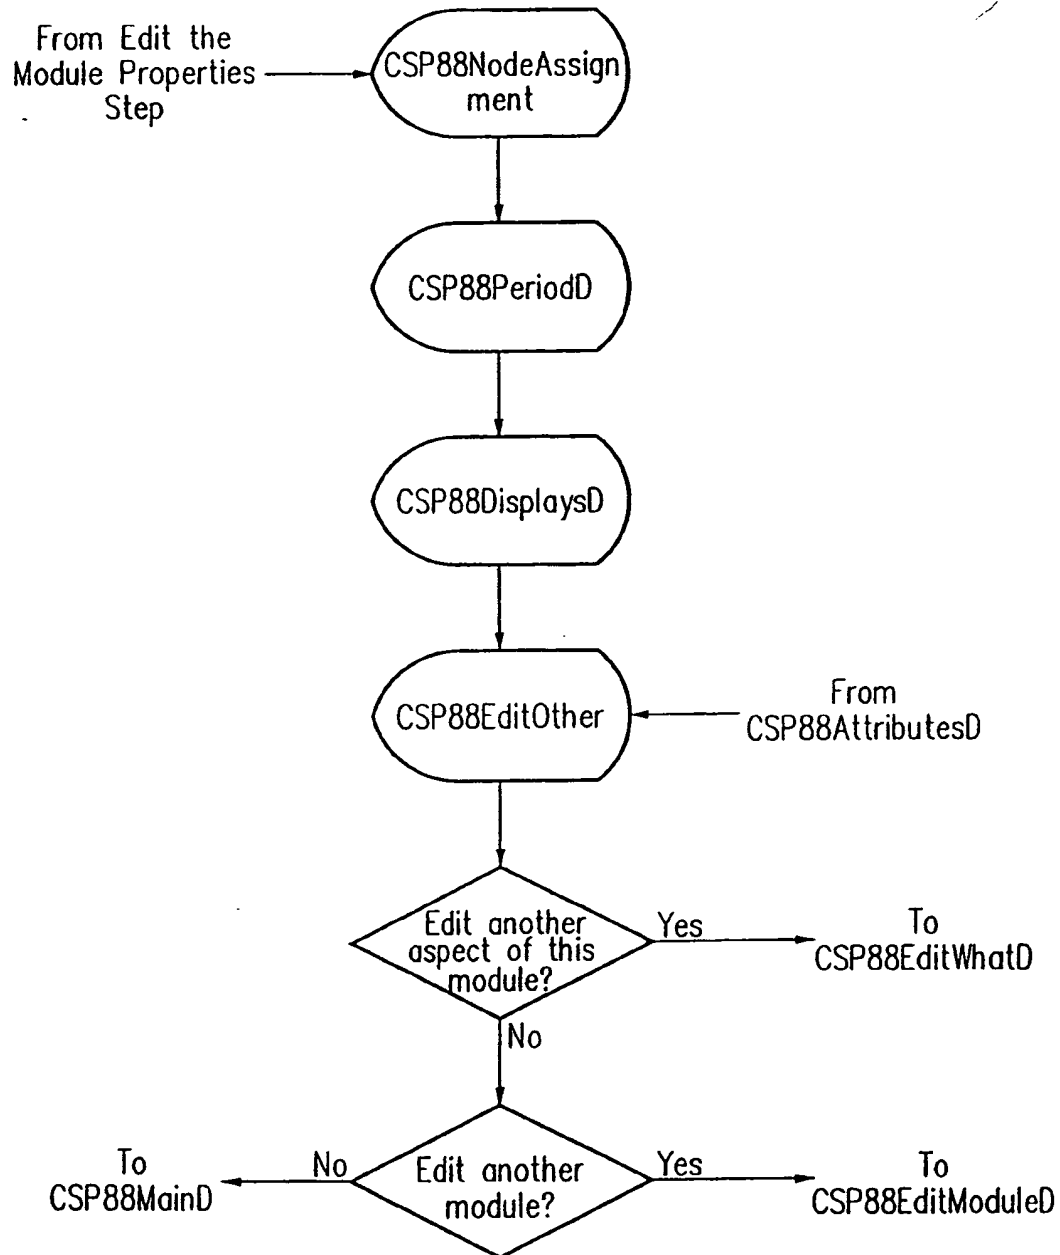 From Edit the
Module Properties
Step
CSP88NodeAssign
ment
CSP88PeriodD
CSP88DisplaysD
CSP88EditOther
From
CSP88AttributesD
Edit another
aspect of this
module?
Yes
To
CSP88EditWhatD
No
Edit another
module?
No
To
CSP88MainD
Yes
To
CSP88EditModuleD